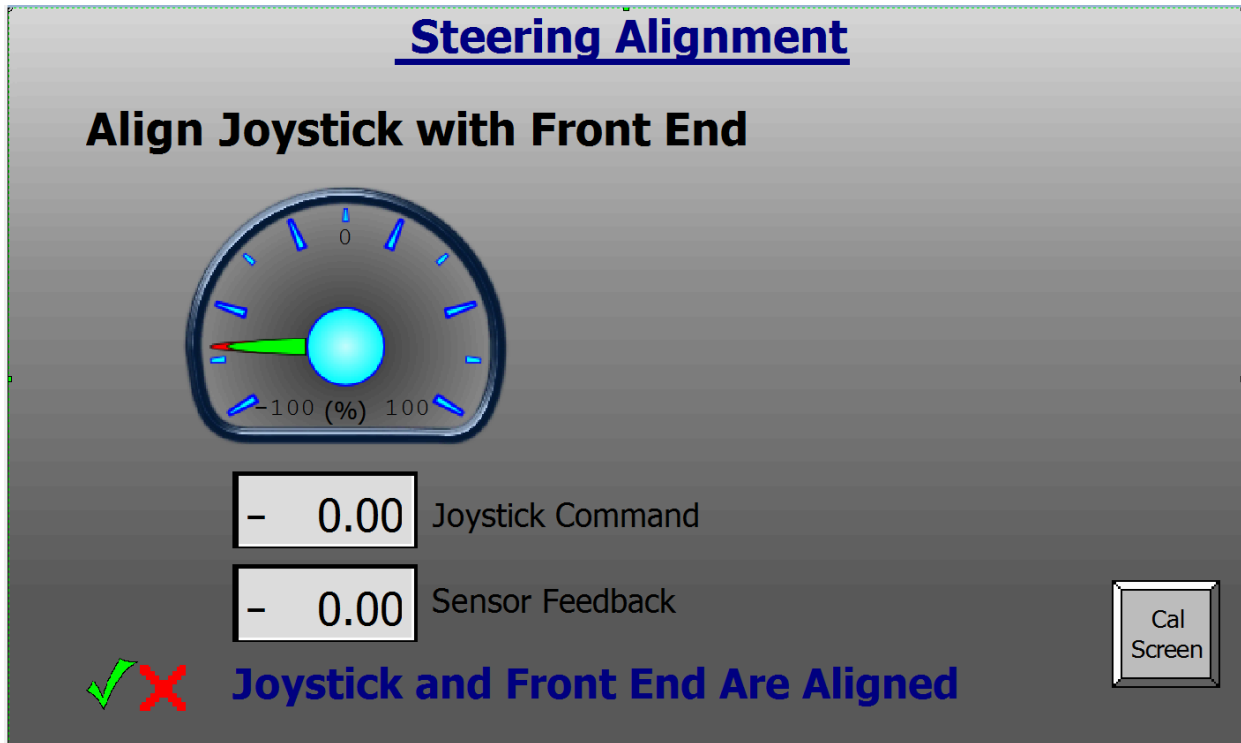 Steering Alignment
Align Joystick with Front End
0
-100 (%) 100
- 0.00 Joystick Command
- 0.00 Sensor Feedback
Cal
Screen
Joystick and Front End Are Aligned